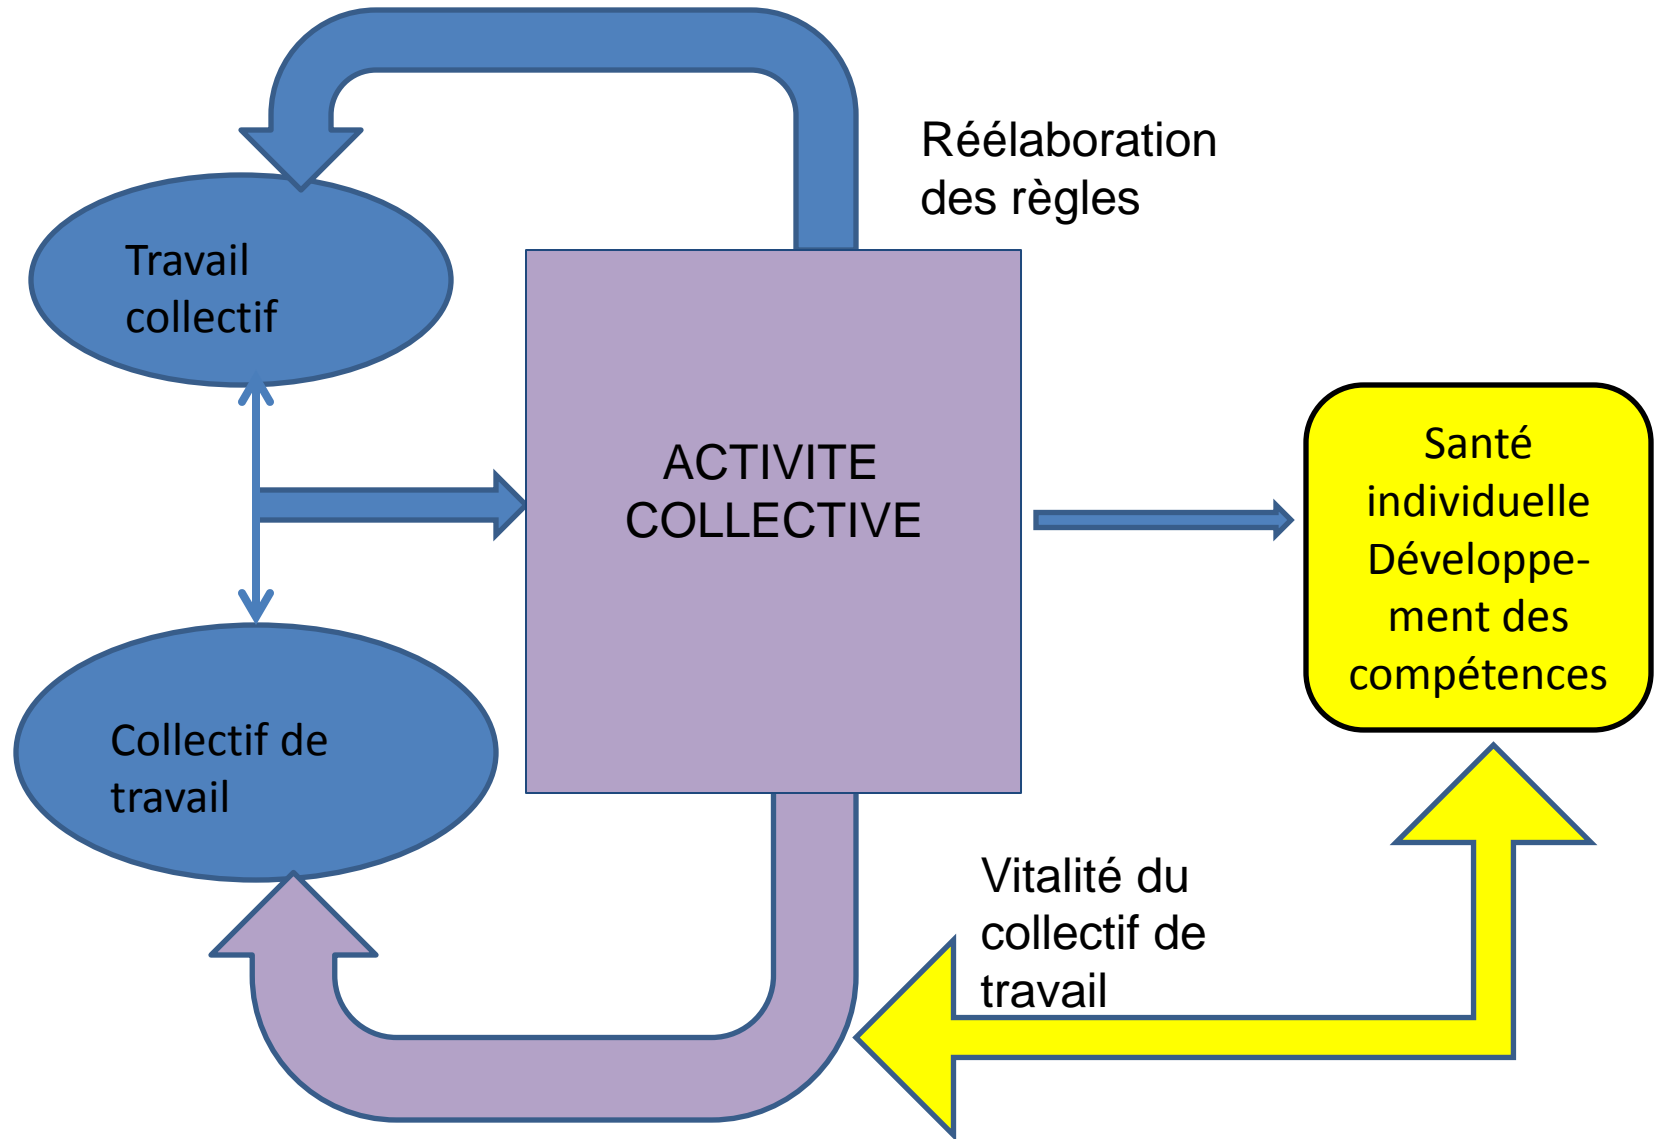 Réélaboration
des règles
Travail
collectif
ACTIVITE
COLLECTIVE
Santé
individuelle
Développe-
ment des
compétences
Collectif de
travail
Vitalité du
collectif de
travail